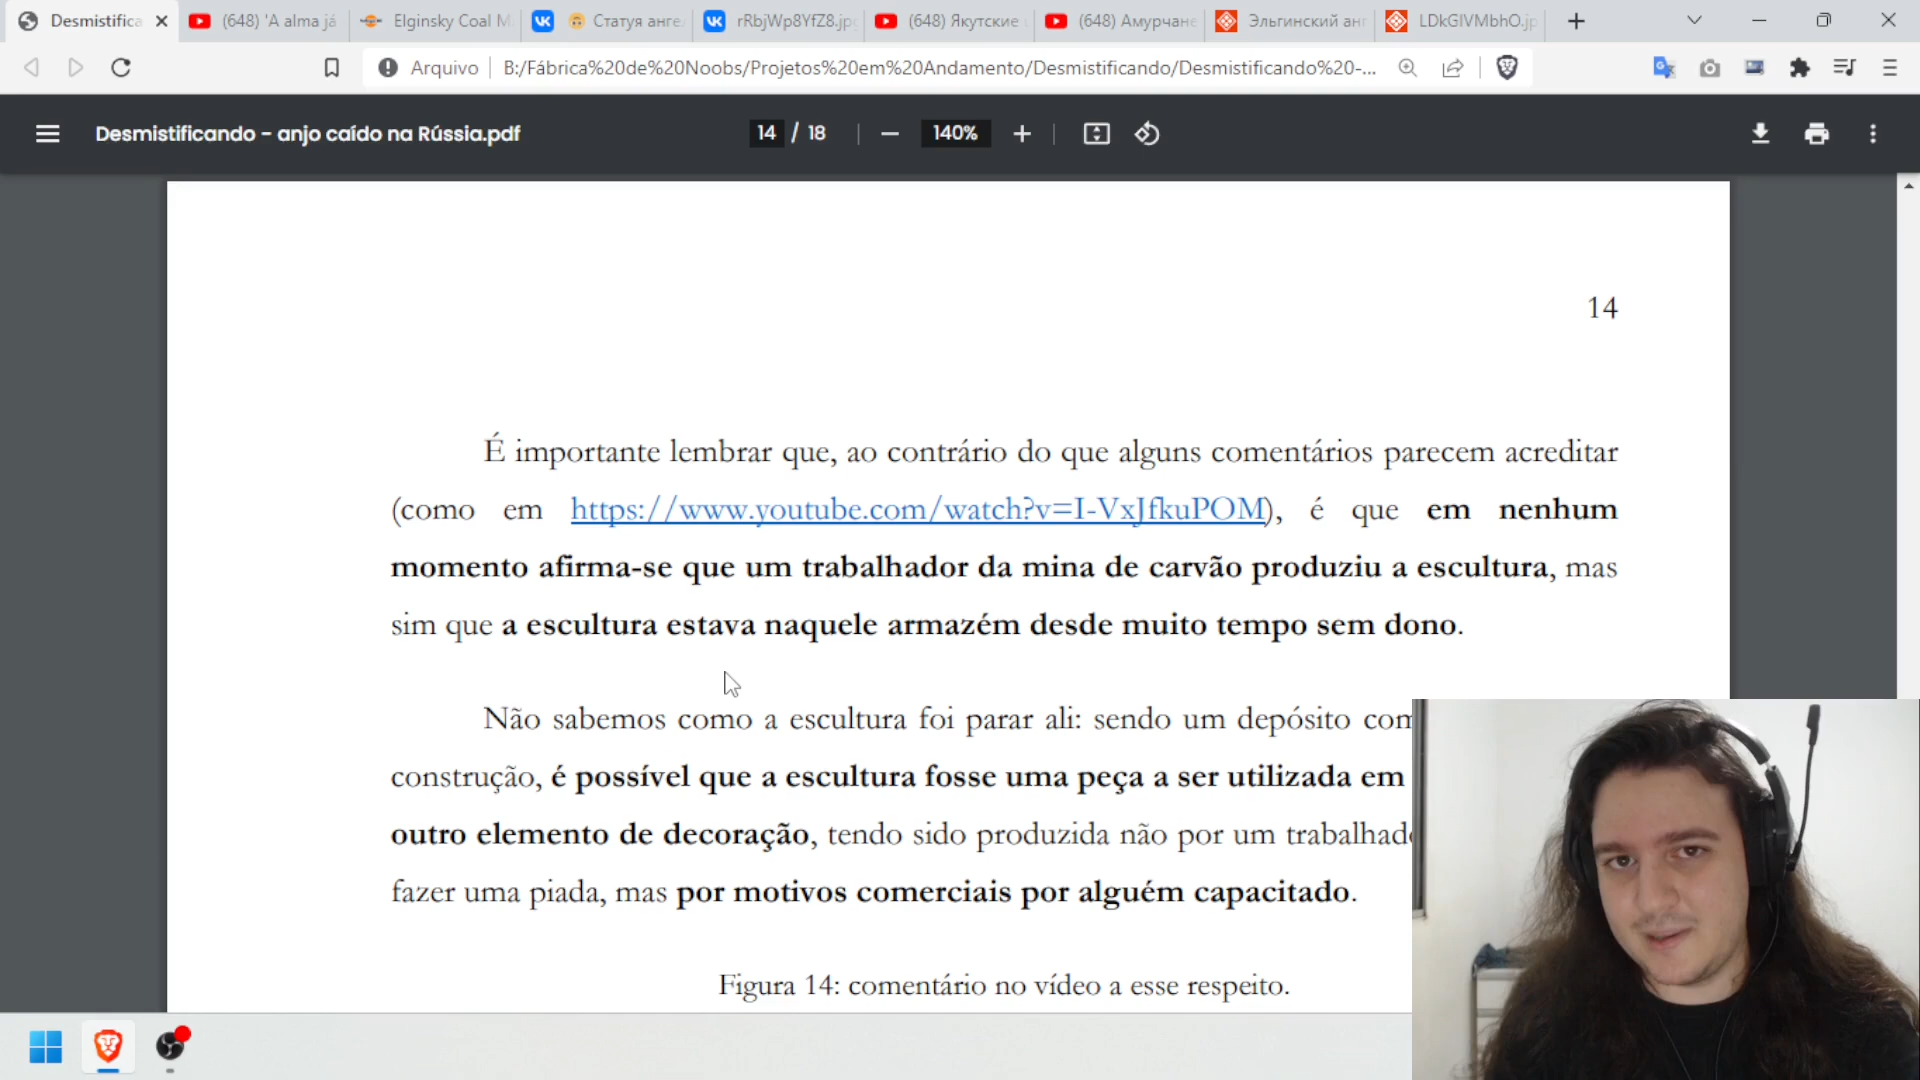 Desmistifica
(648) 'A alma já
Elginsky Coal M
Статуя анге
rRbjWp8YfZ8.jp
(648) Якутские
(648) Амурчане
Эльгинский анг
LDkGlVMbhO.jp
Arquivo
B:/Fábrica%20de%20Noobs/Projetos%20em%20Andamento/Desmistificando/Desmistificando%20-...
Desmistificando - anjo caído na Rússia.pdf
14 / 18
140%
14
É importante lembrar que, ao contrário do que alguns comentários parecem acreditar
(como em https://www.youtube.com/watch?v=I-VxJfkuPOM), é que em nenhum
momento afirma-se que um trabalhador da mina de carvão produziu a escultura, mas
sim que a escultura estava naquele armazém desde muito tempo sem dono.
Não sabemos como a escultura foi parar ali: sendo um depósito com
construção, é possível que a escultura fosse uma peça a ser utilizada em
outro elemento de decoração, tendo sido produzida não por um trabalhado
fazer uma piada, mas por motivos comerciais por alguém capacitado.
Figura 14: comentário no vídeo a esse respeito.